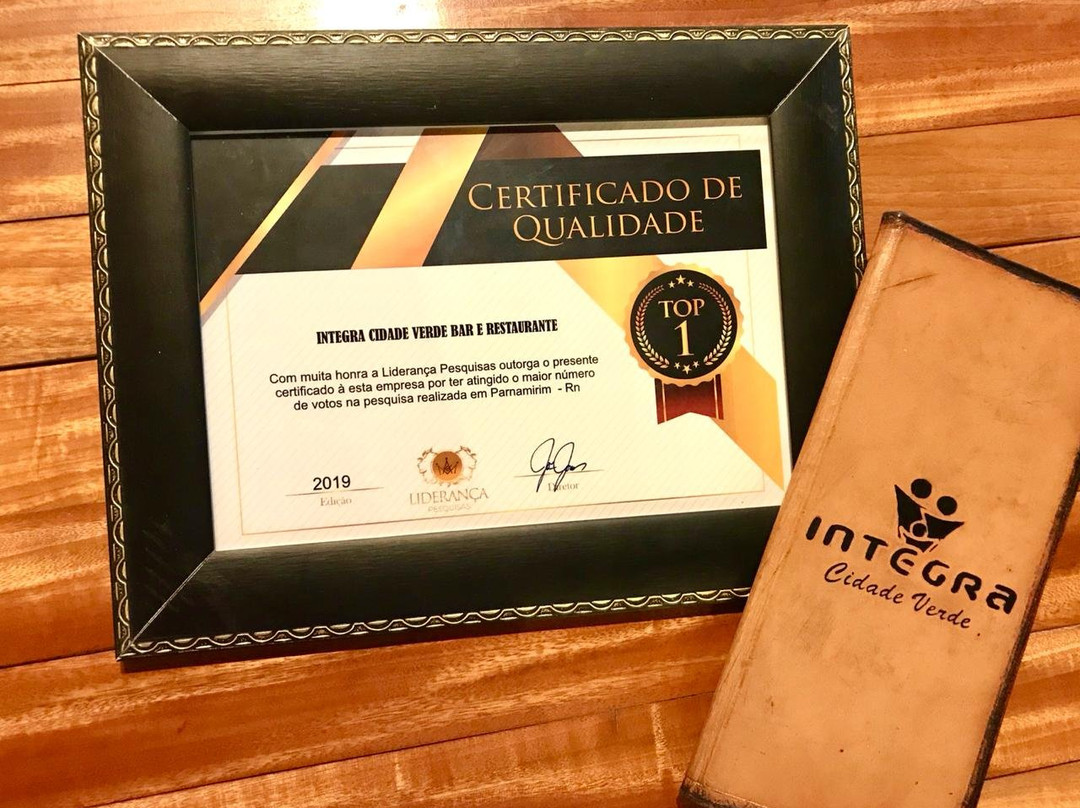 CERTIFICADO DE
QUALIDADE
TOP
1
INTEGRA CIDADE VERDE BAR E RESTAURANTE
Com muita honra a Liderança Pesquisas outorga o presente
certificado à esta empresa por ter atingido o maior número
de votos na pesquisa realizada em Parnamirim - Rn
2019
Edição
LIDERANÇA
PESQUISAS
Diretor
INTEGRA
Cidade Verde